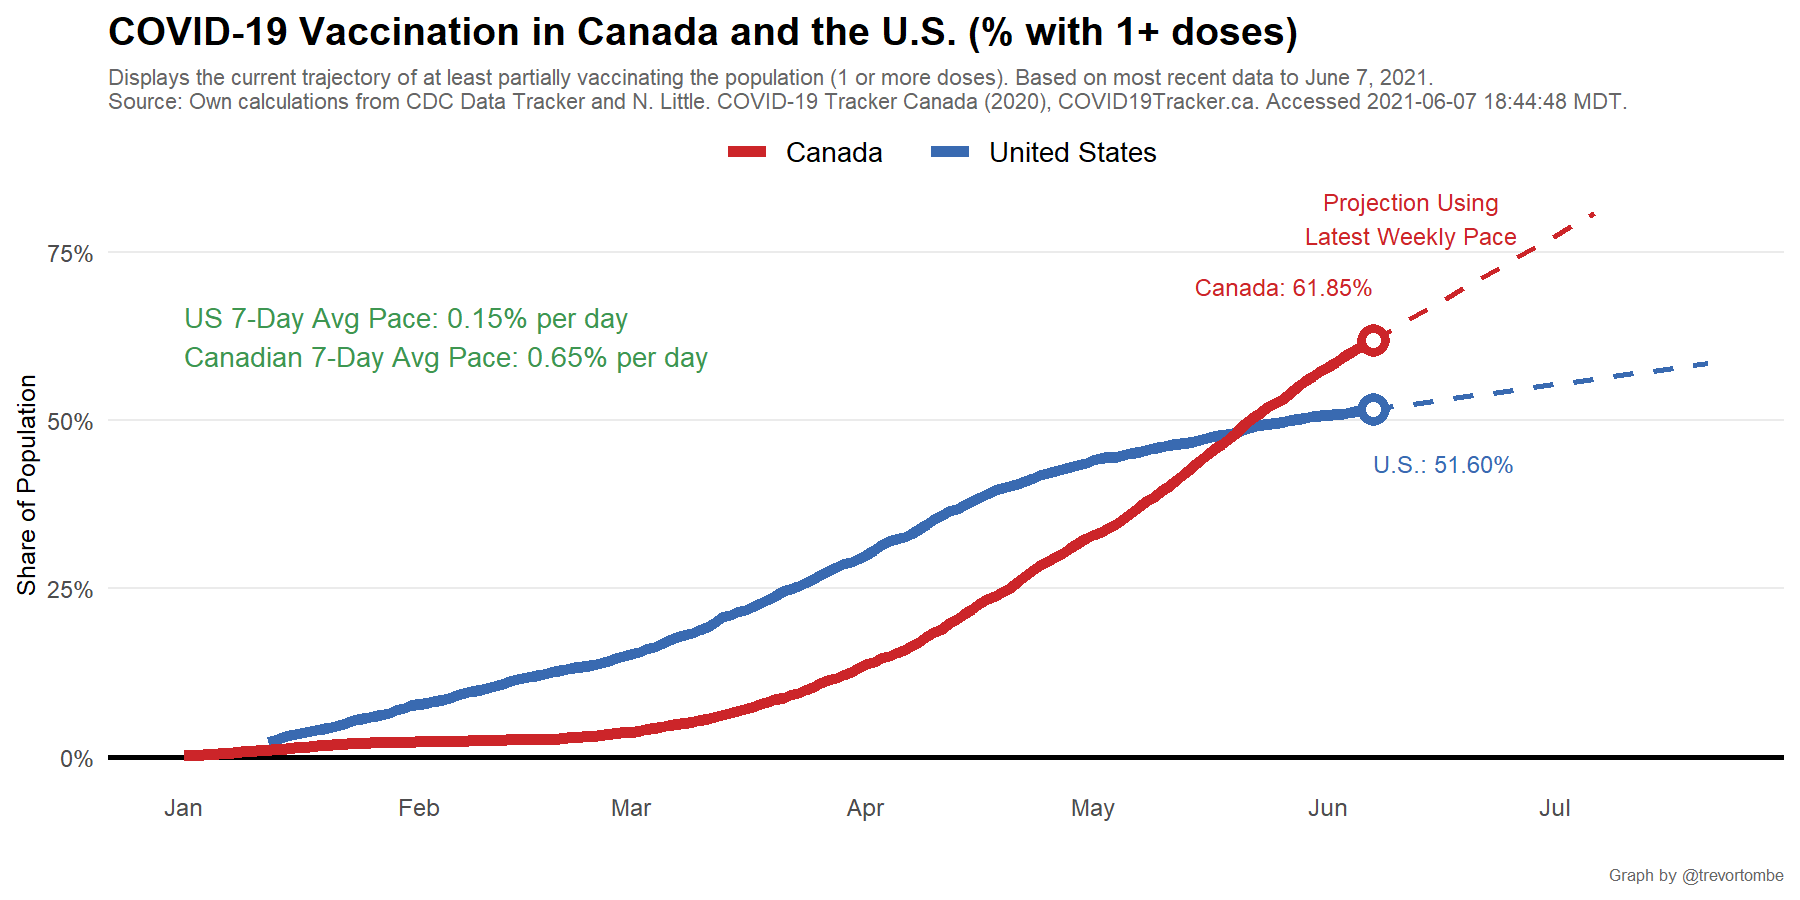 COVID-19 Vaccination in Canada and the U.S. (% with 1+ doses)
Displays the current trajectory of at least partially vaccinating the population (1 or more doses). Based on most recent data to June 7, 2021.
Source: Own calculations from CDC Data Tracker and N. Little. COVID-19 Tracker Canada (2020), COVID19Tracker.ca. Accessed 2021-06-07 18:44:48 MDT.
Canada
United States
Projection Using
Latest Weekly Pace
Canada: 61.85%
US 7-Day Avg Pace: 0.15% per day
Canadian 7-Day Avg Pace: 0.65% per day
U.S.: 51.60%
Share of Population
75%
50%
25%
0%
Jan
Feb
Mar
Apr
May
Jun
Jul
Graph by @trevortombe